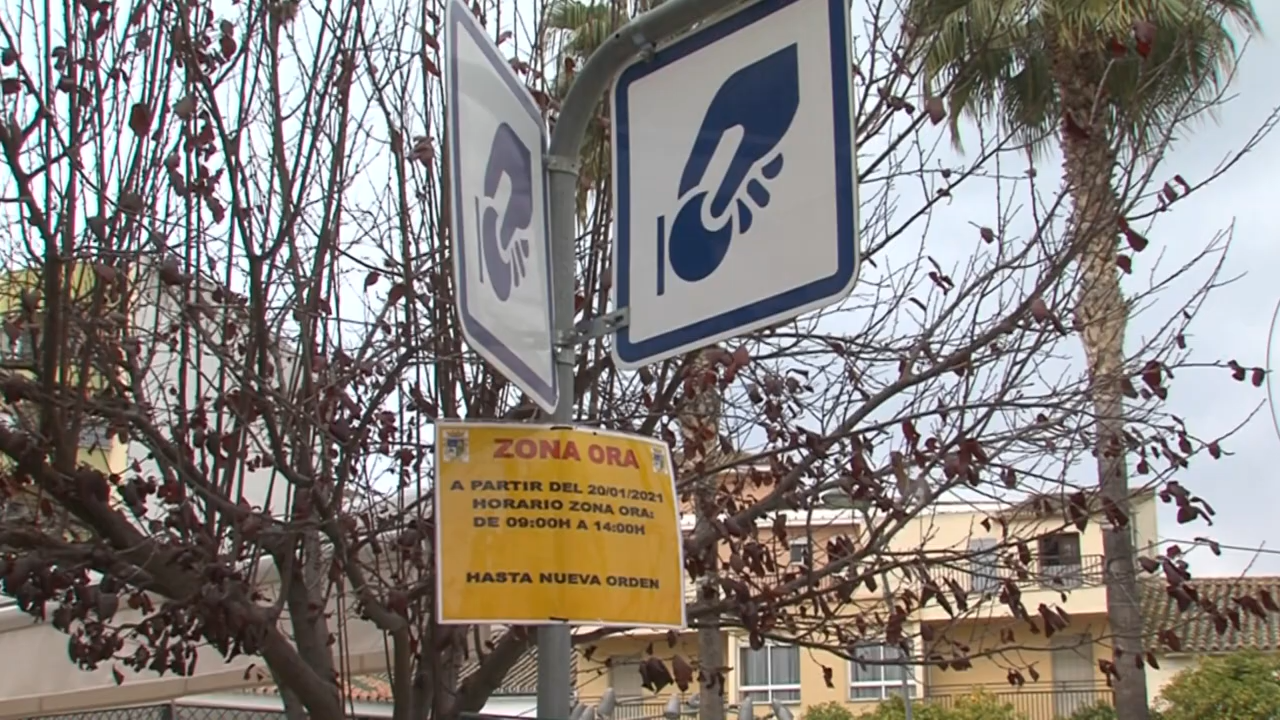 ZONA ORA
A PARTIR DEL 20/01/2021
HORARIO ZONA ORA:
DE 09:00H A 14:00H
HASTA NUEVA ORDEN